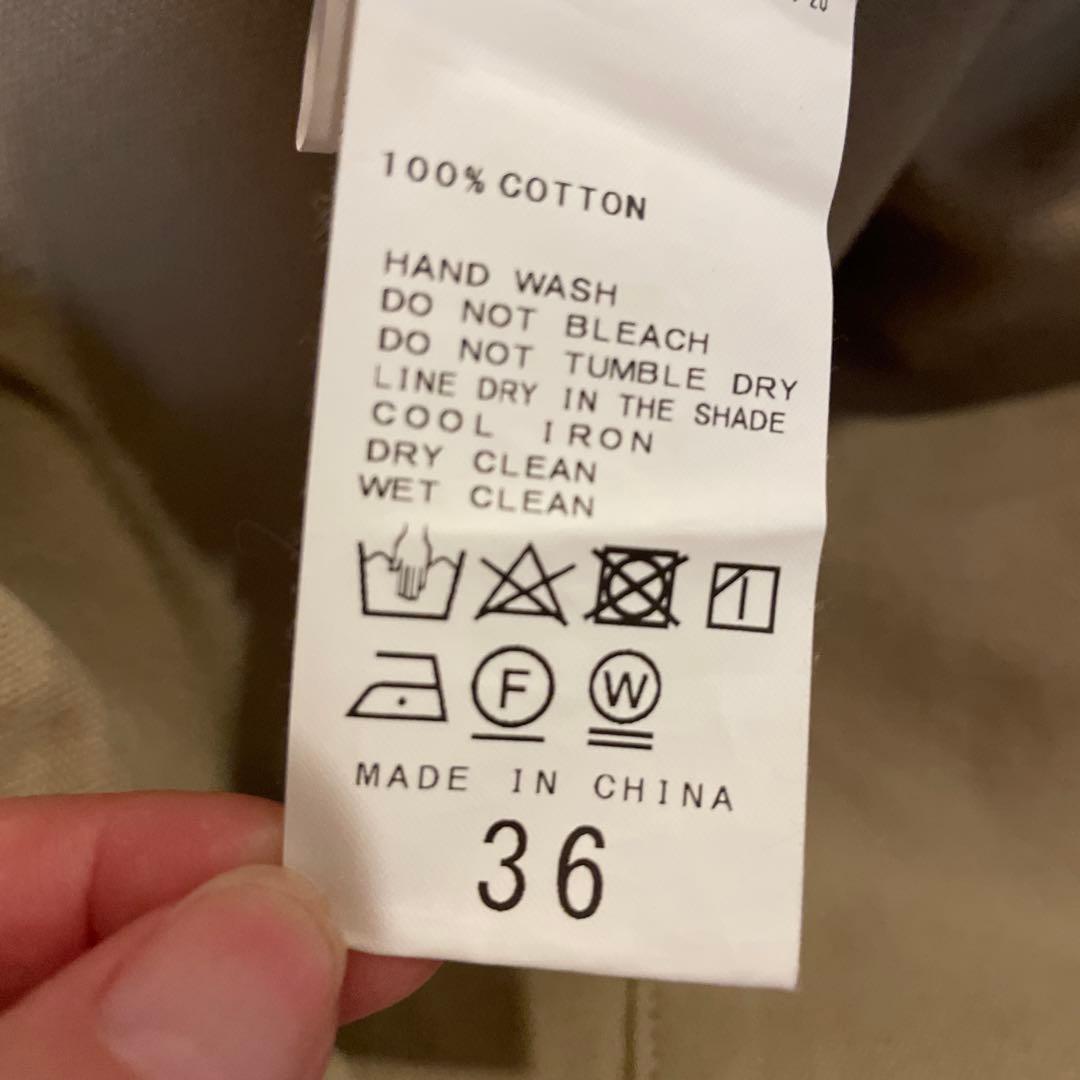 100% COTTON
HAND WASH
DO NOT BLEACH
DO NOT TUMBLE DRY
LINE DRY IN THE SHADE
COOL IRON
DRY CLEAN
WET CLEAN
F W
MADE IN CHINA
36